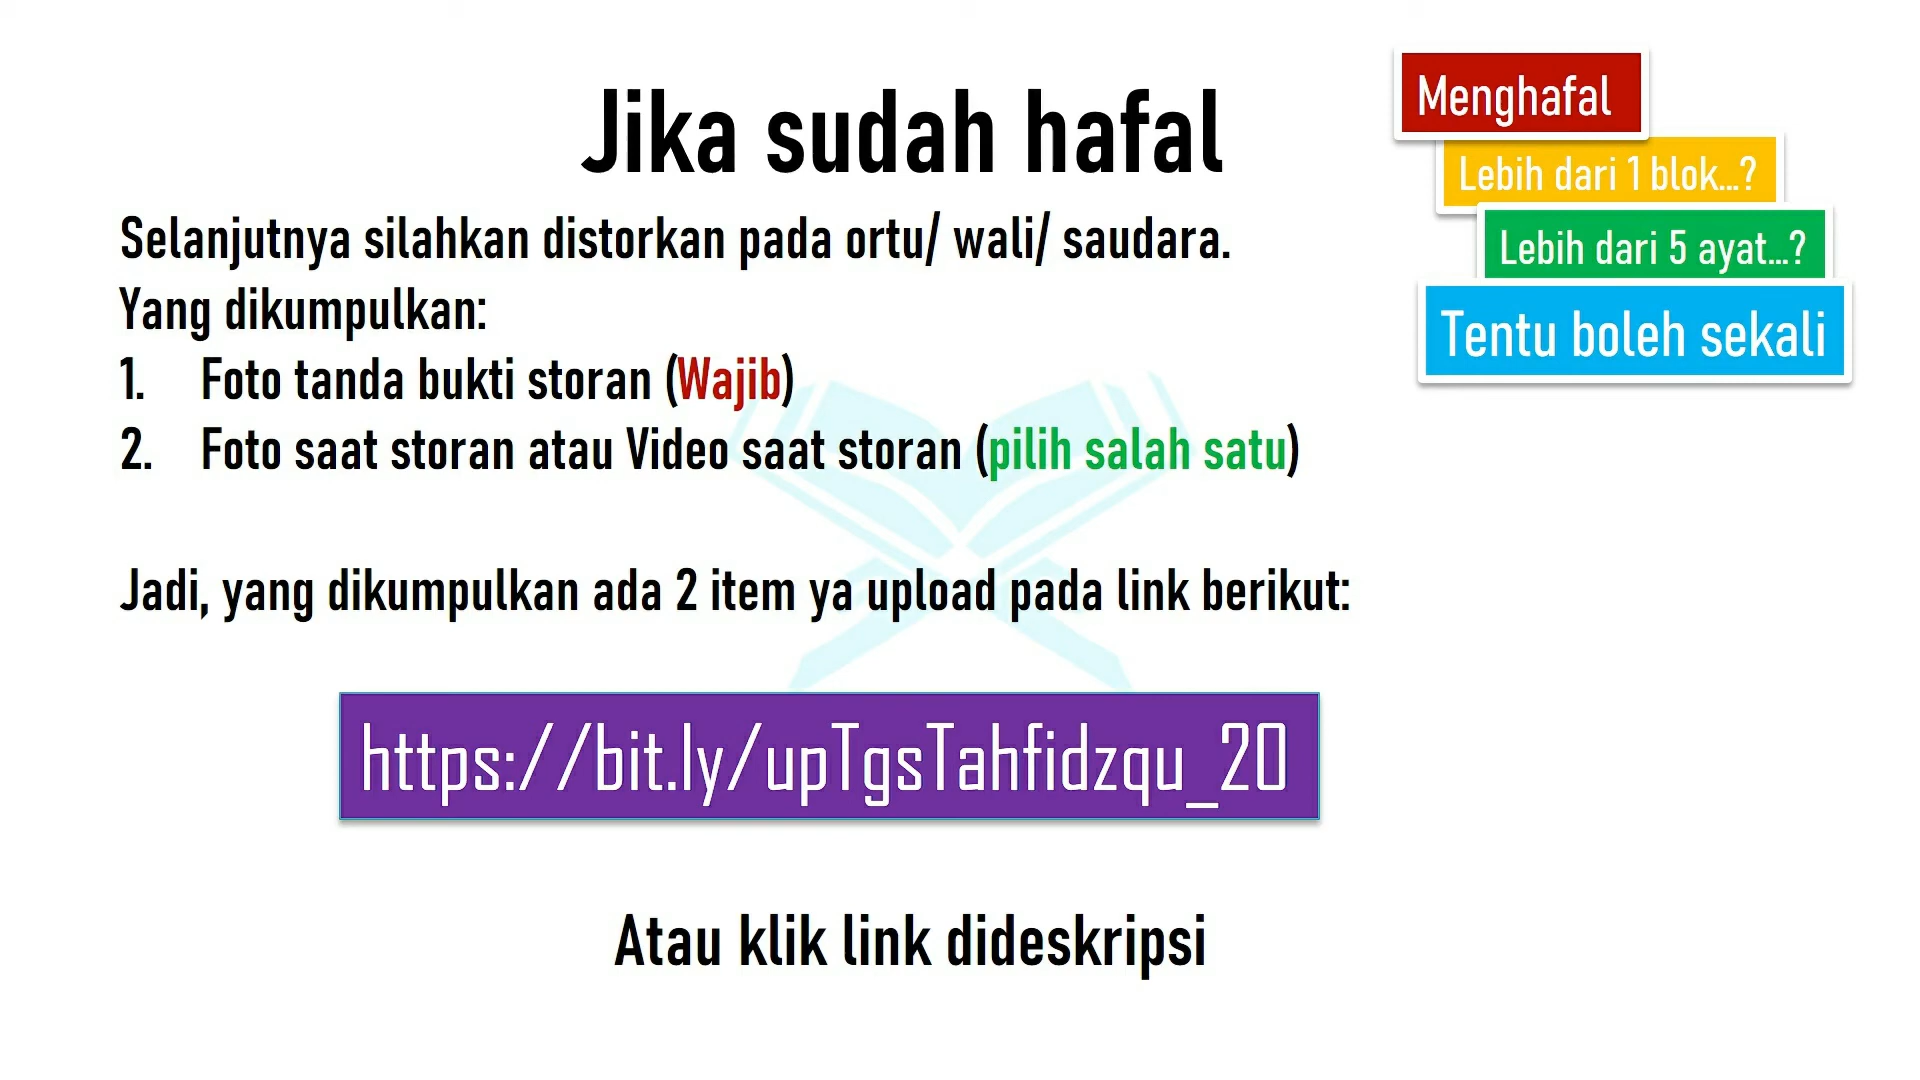 Jika sudah hafal
Menghafal
Lebih dari 1 blok...?
Lebih dari 5 ayat...?
Tentu boleh sekali
Selanjutnya silahkan distorkan pada ortu/ wali/ saudara.
Yang dikumpulkan:
1. Foto tanda bukti storan (Wajib)
2. Foto saat storan atau Video saat storan (pilih salah satu)
Jadi, yang dikumpulkan ada 2 item ya upload pada link berikut:
https://bit.ly/upTgsTahfidzqu_20
Atau klik link dideskripsi